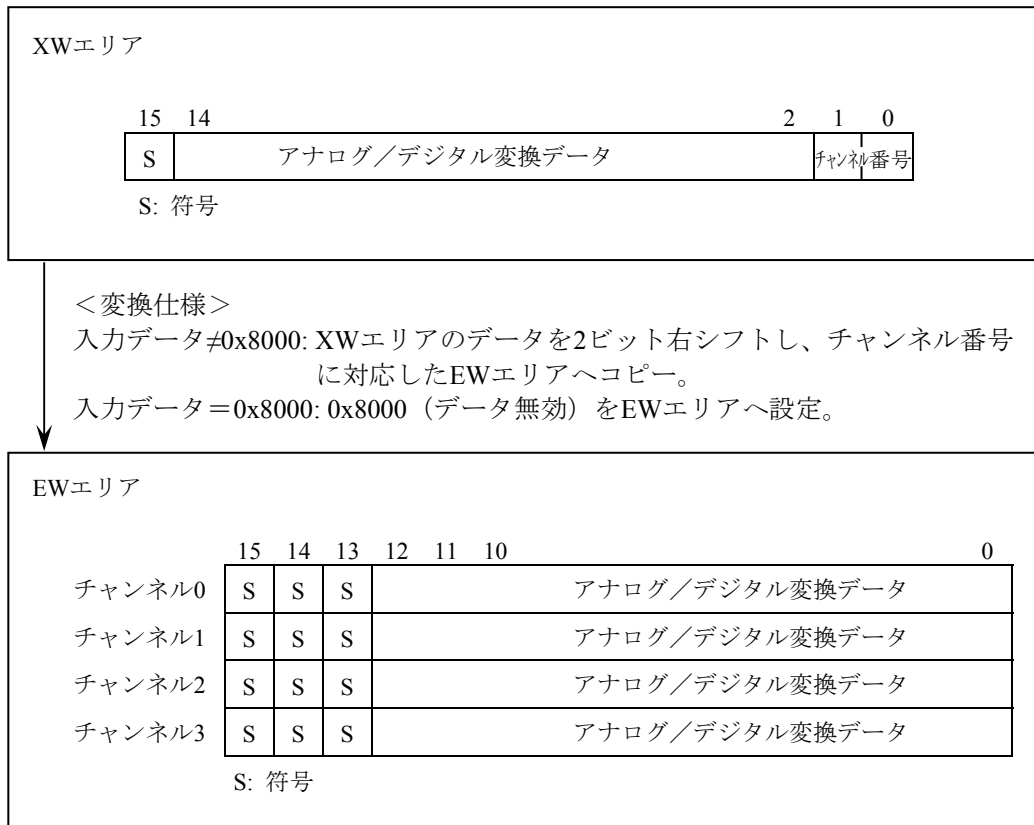 XWエリア
15 14 2 1 0
S アナログ／デジタル変換データ チャンネル番号
S: 符号
＜変換仕様＞
入力データ≠0x8000: XWエリアのデータを2ビット右シフトし、チャンネル番号
に対応したEWエリアへコピー。
入力データ＝0x8000: 0x8000（データ無効）をEWエリアへ設定。
EWエリア
15 14 13 12 11 10 0
チャンネル0 S S S アナログ／デジタル変換データ
チャンネル1 S S S アナログ／デジタル変換データ
チャンネル2 S S S アナログ／デジタル変換データ
チャンネル3 S S S アナログ／デジタル変換データ
S: 符号